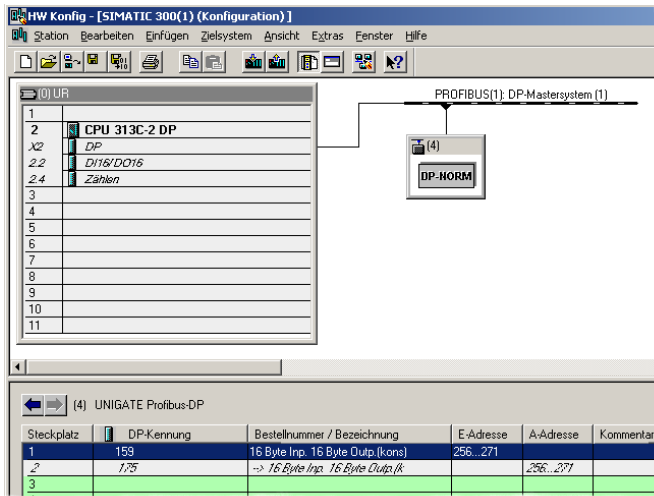 HW Konfig - [SIMATIC 300(1) (Konfiguration) ]
Station Bearbeiten Einfügen Zielsystem Ansicht Extras Fenster Hilfe
(0) UR
1
2 CPU 313C-2 DP
X2 DP
2.2 DI16/DO16
2.4 Zählen
3
4
5
6
7
8
9
10
11
PROFIBUS(1): DP-Mastersystem (1)
(4)
DP-NORM
(4) UNIGATE Profibus-DP
Steckplatz DP-Kennung Bestellnummer / Bezeichnung E-Adresse A-Adresse Kommentar
1 159 16 Byte Inp. 16 Byte Outp.(kons) 256...271
2 175 --> 16 Byte Inp. 16 Byte Outp.(k 256...271
3